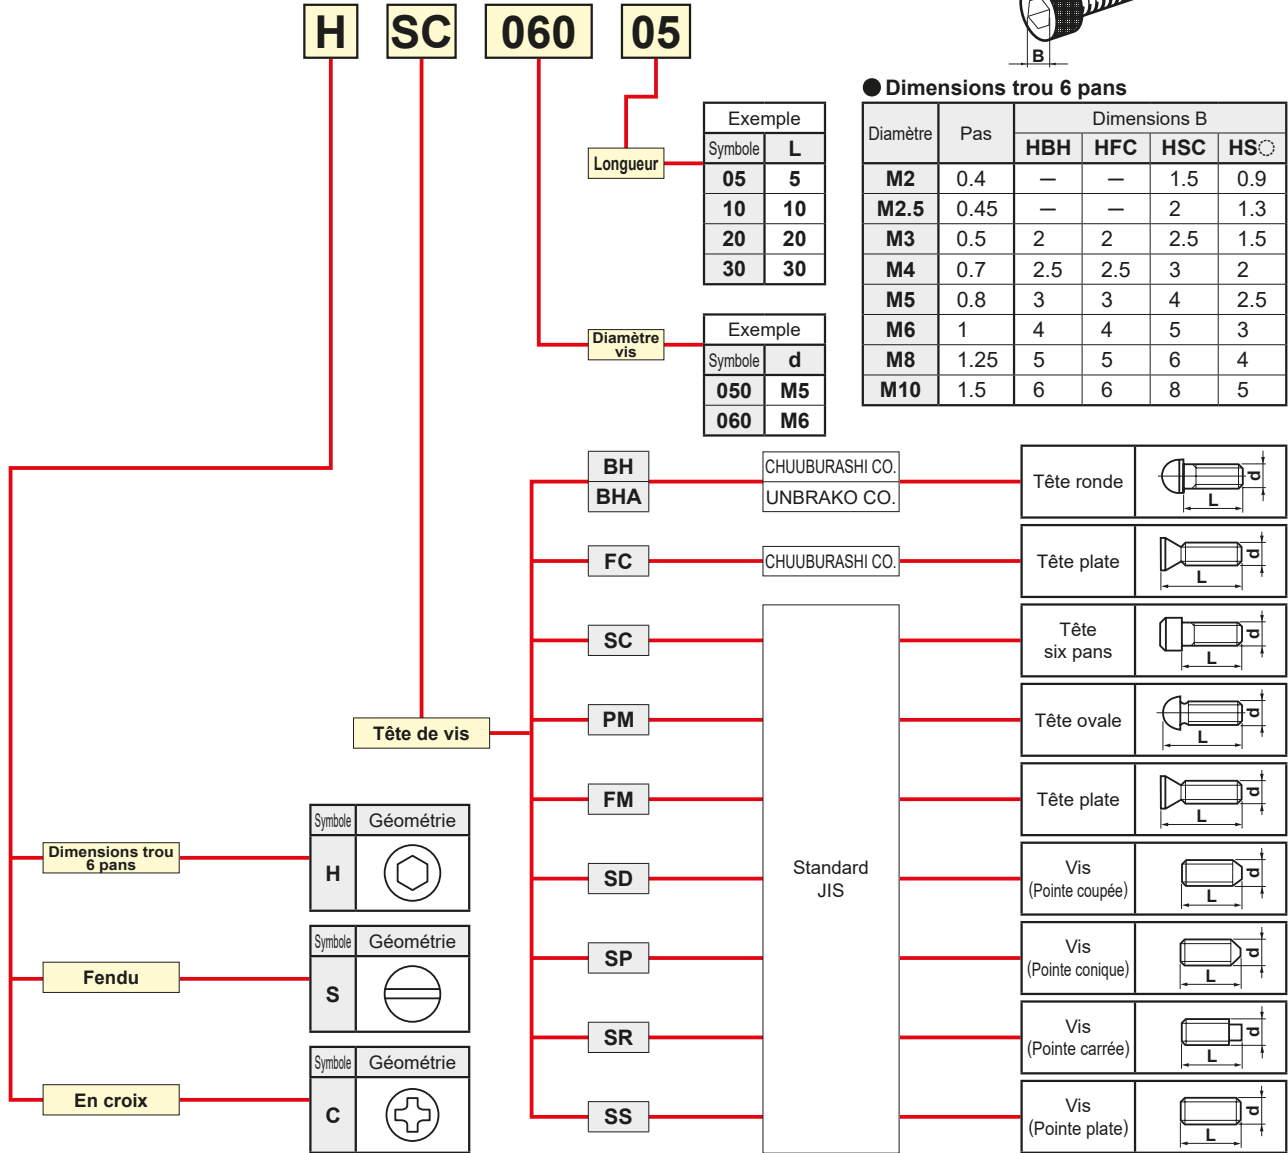 H SC 060 05
B
● Dimensions trou 6 pans
Diamètre Pas Dimensions B
HBH HFC HSC HS◌
M2 0.4 — — 1.5 0.9
M2.5 0.45 — — 2 1.3
M3 0.5 2 2 2.5 1.5
M4 0.7 2.5 2.5 3 2
M5 0.8 3 3 4 2.5
M6 1 4 4 5 3
M8 1.25 5 5 6 4
M10 1.5 6 6 8 5
Longueur
Exemple
Symbole L
05 5
10 10
20 20
30 30
Diamètre
vis
Exemple
Symbole d
050 M5
060 M6
Tête de vis
BH CHUUBURASHI CO.
BHA UNBRAKO CO.
Tête ronde
L d
FC CHUUBURASHI CO. Tête plate
L d
SC
Tête
six pans
L d
PM Tête ovale
L d
FM Tête plate
L d
Standard
JIS
SD
Vis
(Pointe coupée)
L d
SP
Vis
(Pointe conique)
L d
SR
Vis
(Pointe carrée)
L d
SS
Vis
(Pointe plate)
L d
Dimensions trou
6 pans
Symbole Géométrie
H
Fendu
Symbole Géométrie
S
En croix
Symbole Géométrie
C